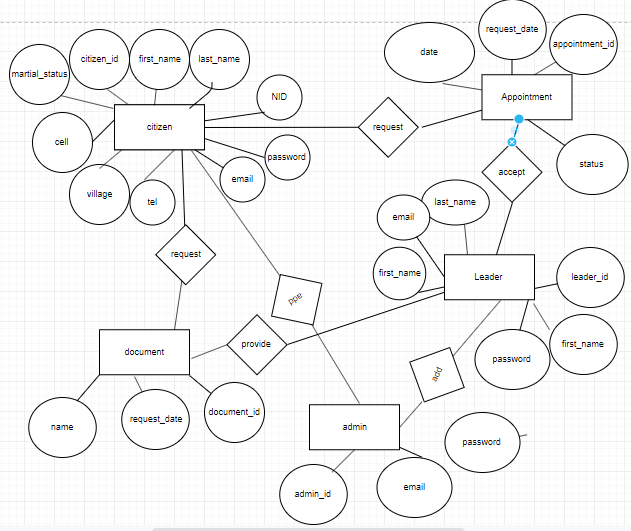 request_date
date
appointment_id
citizen_id
first_name
last_name
martial_status
NID
Appointment
citizen
request
cell
password
accept
status
email
village
tel
last_name
email
request
first_name
Leader
leader_id
add
document
provide
password
first_name
add
name
request_date
document_id
admin
password
admin_id
email